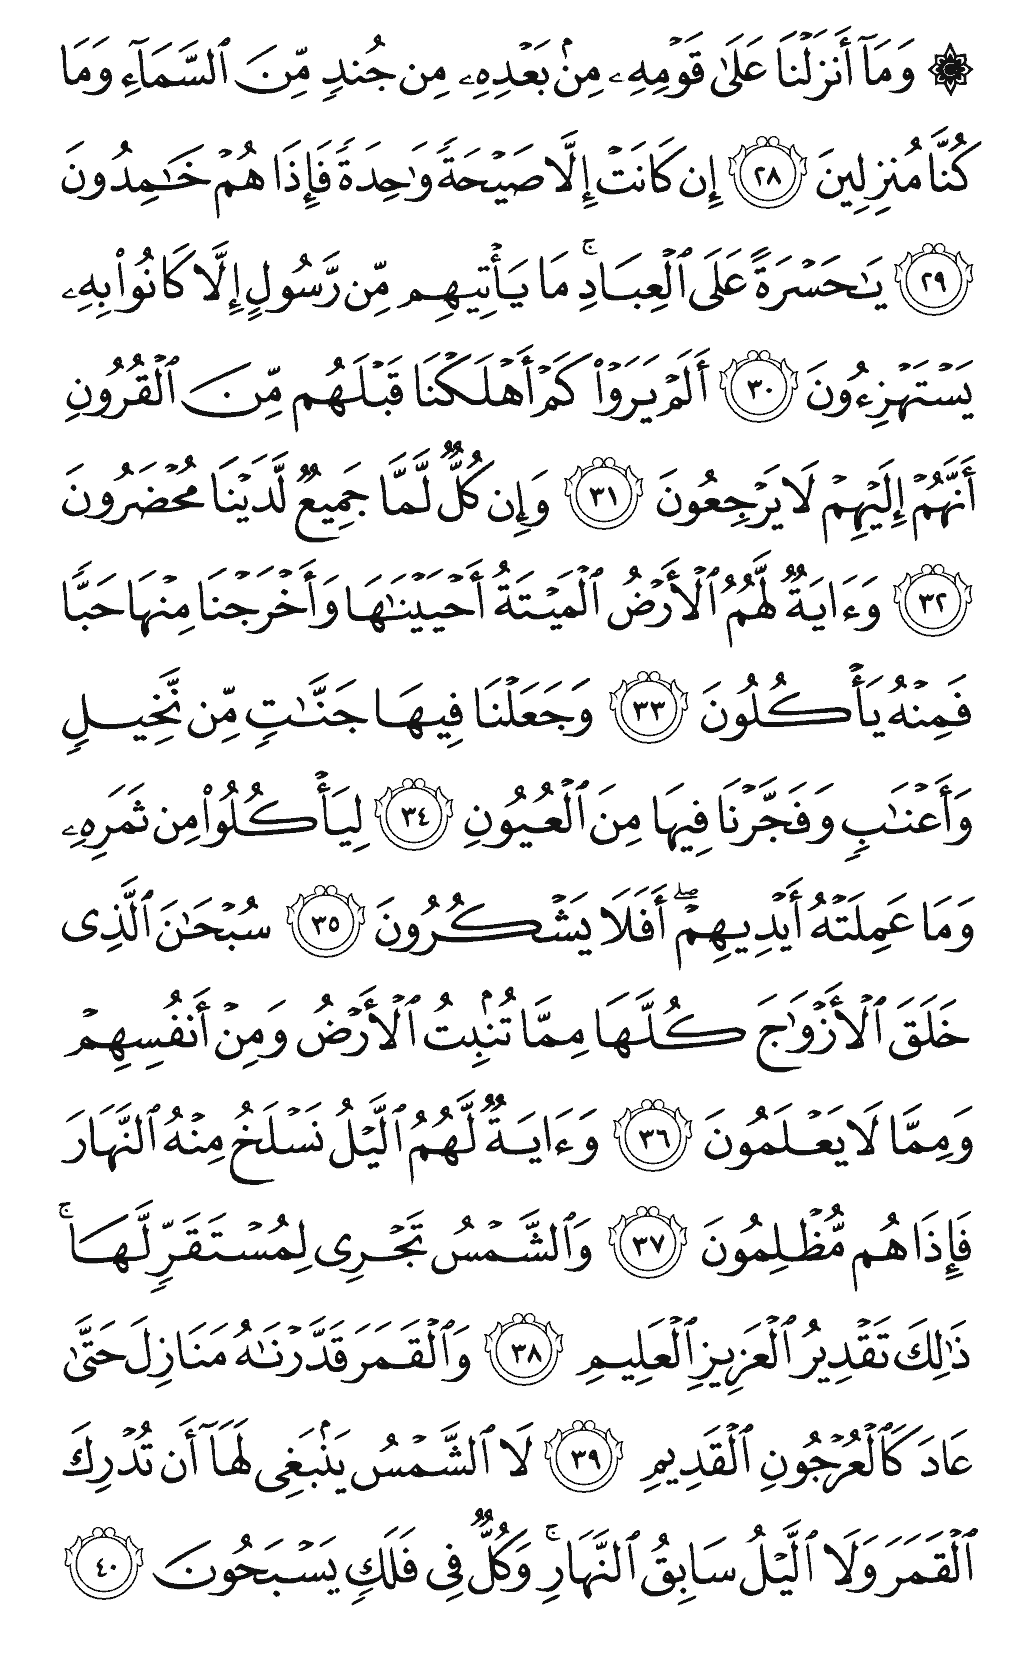 ۞ وَمَآ أَنزَلْنَا عَلَىٰ قَوْمِهِۦ مِنۢ بَعْدِهِۦ مِن جُندٍ مِّنَ ٱلسَّمَآءِ وَمَا
كُنَّا مُنزِلِينَ ٢٨ إِن كَانَتْ إِلَّا صَيْحَةً وَٰحِدَةً فَإِذَا هُمْ خَـٰمِدُونَ
٢٩ يَـٰحَسْرَةً عَلَى ٱلْعِبَادِ ۚ مَا يَأْتِيهِم مِّن رَّسُولٍ إِلَّا كَانُوا۟ بِهِۦ
يَسْتَهْزِءُونَ ٣٠ أَلَمْ يَرَوْا۟ كَمْ أَهْلَكْنَا قَبْلَهُم مِّنَ ٱلْقُرُونِ
أَنَّهُمْ إِلَيْهِمْ لَا يَرْجِعُونَ ٣١ وَإِن كُلٌّ لَّمَّا جَمِيعٌ لَّدَيْنَا مُحْضَرُونَ
٣٢ وَءَايَةٌ لَّهُمُ ٱلْأَرْضُ ٱلْمَيْتَةُ أَحْيَيْنَـٰهَا وَأَخْرَجْنَا مِنْهَا حَبًّا
فَمِنْهُ يَأْكُلُونَ ٣٣ وَجَعَلْنَا فِيهَا جَنَّـٰتٍ مِّن نَّخِيلٍ
وَأَعْنَـٰبٍ وَفَجَّرْنَا فِيهَا مِنَ ٱلْعُيُونِ ٣٤ لِيَأْكُلُوا۟ مِن ثَمَرِهِۦ
وَمَا عَمِلَتْهُ أَيْدِيهِمْ ۖ أَفَلَا يَشْكُرُونَ ٣٥ سُبْحَـٰنَ ٱلَّذِى
خَلَقَ ٱلْأَزْوَٰجَ كُلَّهَا مِمَّا تُنۢبِتُ ٱلْأَرْضُ وَمِنْ أَنفُسِهِمْ
وَمِمَّا لَا يَعْلَمُونَ ٣٦ وَءَايَةٌ لَّهُمُ ٱلَّيْلُ نَسْلَخُ مِنْهُ ٱلنَّهَارَ
فَإِذَا هُم مُّظْلِمُونَ ٣٧ وَٱلشَّمْسُ تَجْرِى لِمُسْتَقَرٍّ لَّهَا ۚ
ذَٰلِكَ تَقْدِيرُ ٱلْعَزِيزِ ٱلْعَلِيمِ ٣٨ وَٱلْقَمَرَ قَدَّرْنَـٰهُ مَنَازِلَ حَتَّىٰ
عَادَ كَٱلْعُرْجُونِ ٱلْقَدِيمِ ٣٩ لَا ٱلشَّمْسُ يَنۢبَغِى لَهَآ أَن تُدْرِكَ
ٱلْقَمَرَ وَلَا ٱلَّيْلُ سَابِقُ ٱلنَّهَارِ ۚ وَكُلٌّ فِى فَلَكٍ يَسْبَحُونَ ٤٠